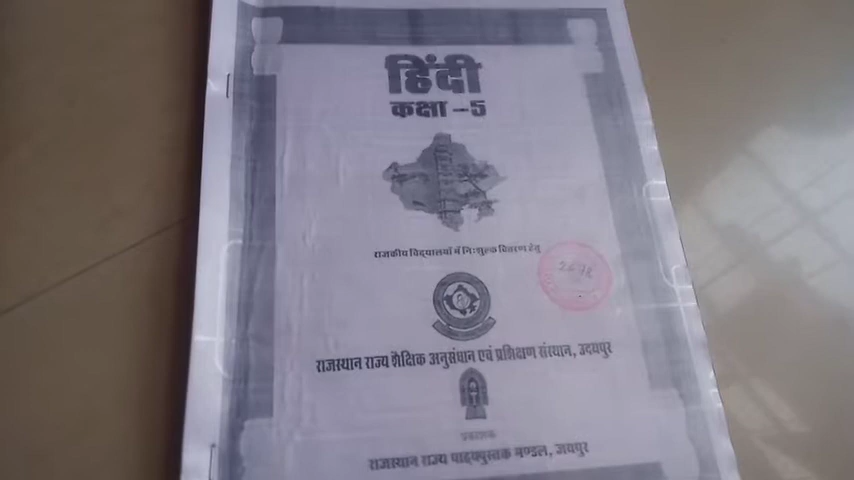 हिंदी
कक्षा -5
राजकीय विद्यालयों में निःशुल्क वितरण हेतु
राजस्थान राज्य शैक्षिक अनुसंधान एवं प्रशिक्षण संस्थान, उदयपुर
प्रकाशक
राजस्थान राज्य पाठ्यपुस्तक मण्डल, जयपुर